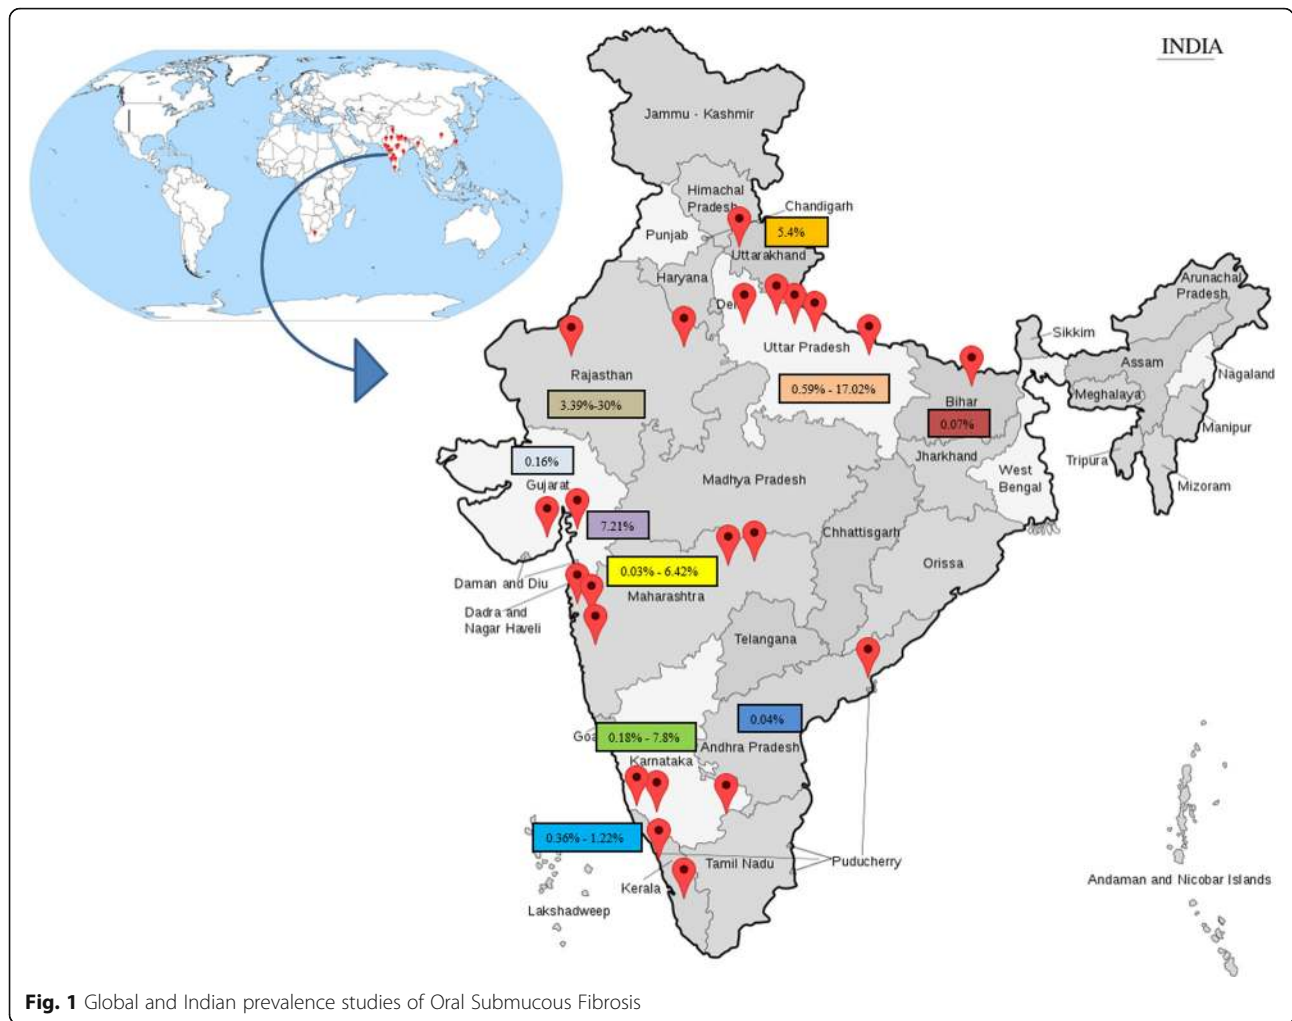 INDIA
Jammu - Kashmir
Himachal
Pradesh
Chandigarh
Punjab
5.4%
Uttarakhand
Haryana
Arunachal
Pradesh
Sikkim
Uttar Pradesh
Assam
Nagaland
Rajasthan
0.59% - 17.02%
Meghalaya
3.39%-30%
Bihar
0.07%
Manipur
Jharkhand
Tripura
0.16%
West
Bengal
Gujarat
Madhya Pradesh
Mizoram
7.21%
Chhattisgarh
Orissa
0.03% - 6.42%
Daman and Diu
Maharashtra
Dadra and
Nagar Haveli
Telangana
0.04%
0.18% - 7.8%
Andhra Pradesh
Karnataka
0.36% - 1.22%
Tamil Nadu
Puducherry
Kerala
Lakshadweep
Andaman and Nicobar Islands
Fig. 1 Global and Indian prevalence studies of Oral Submucous Fibrosis